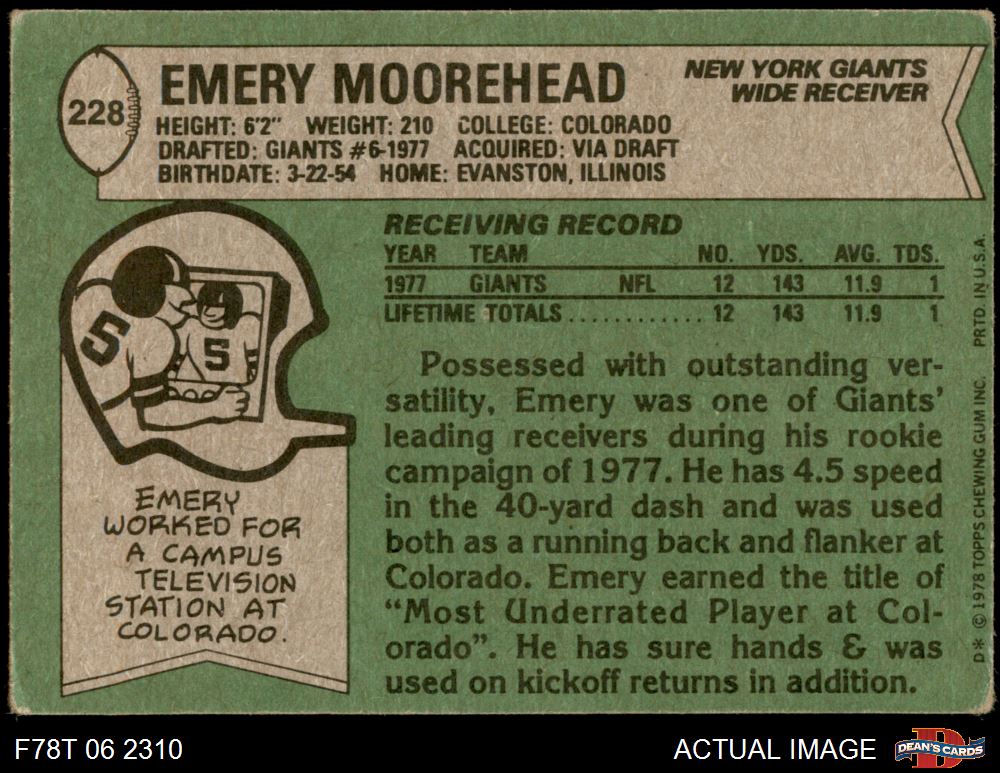 228
EMERY MOOREHEAD
NEW YORK GIANTS
WIDE RECEIVER
HEIGHT: 6'2" WEIGHT: 210 COLLEGE: COLORADO
DRAFTED: GIANTS #6-1977 ACQUIRED: VIA DRAFT
BIRTHDATE: 3-22-54 HOME: EVANSTON, ILLINOIS
RECEIVING RECORD
YEAR TEAM NO. YDS. AVG. TDS.
1977 GIANTS NFL 12 143 11.9 1
LIFETIME TOTALS............ 12 143 11.9 1
Possessed with outstanding ver-
satility, Emery was one of Giants'
leading receivers during his rookie
campaign of 1977. He has 4.5 speed
in the 40-yard dash and was used
both as a running back and flanker at
Colorado. Emery earned the title of
"Most Underrated Player at Col-
orado". He has sure hands & was
used on kickoff returns in addition.
5
5
EMERY
WORKED FOR
A CAMPUS
TELEVISION
STATION AT
COLORADO.
D* © 1978 TOPPS CHEWING GUM INC. PRTD. IN U.S.A.
F78T 06 2310
ACTUAL IMAGE
D
DEAN'S CARDS